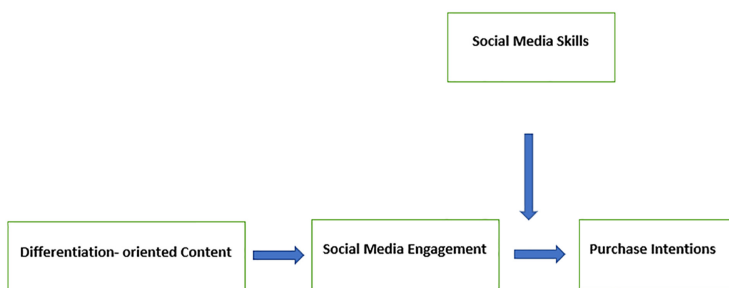 Social Media Skills
Differentiation- oriented Content
Social Media Engagement
Purchase Intentions